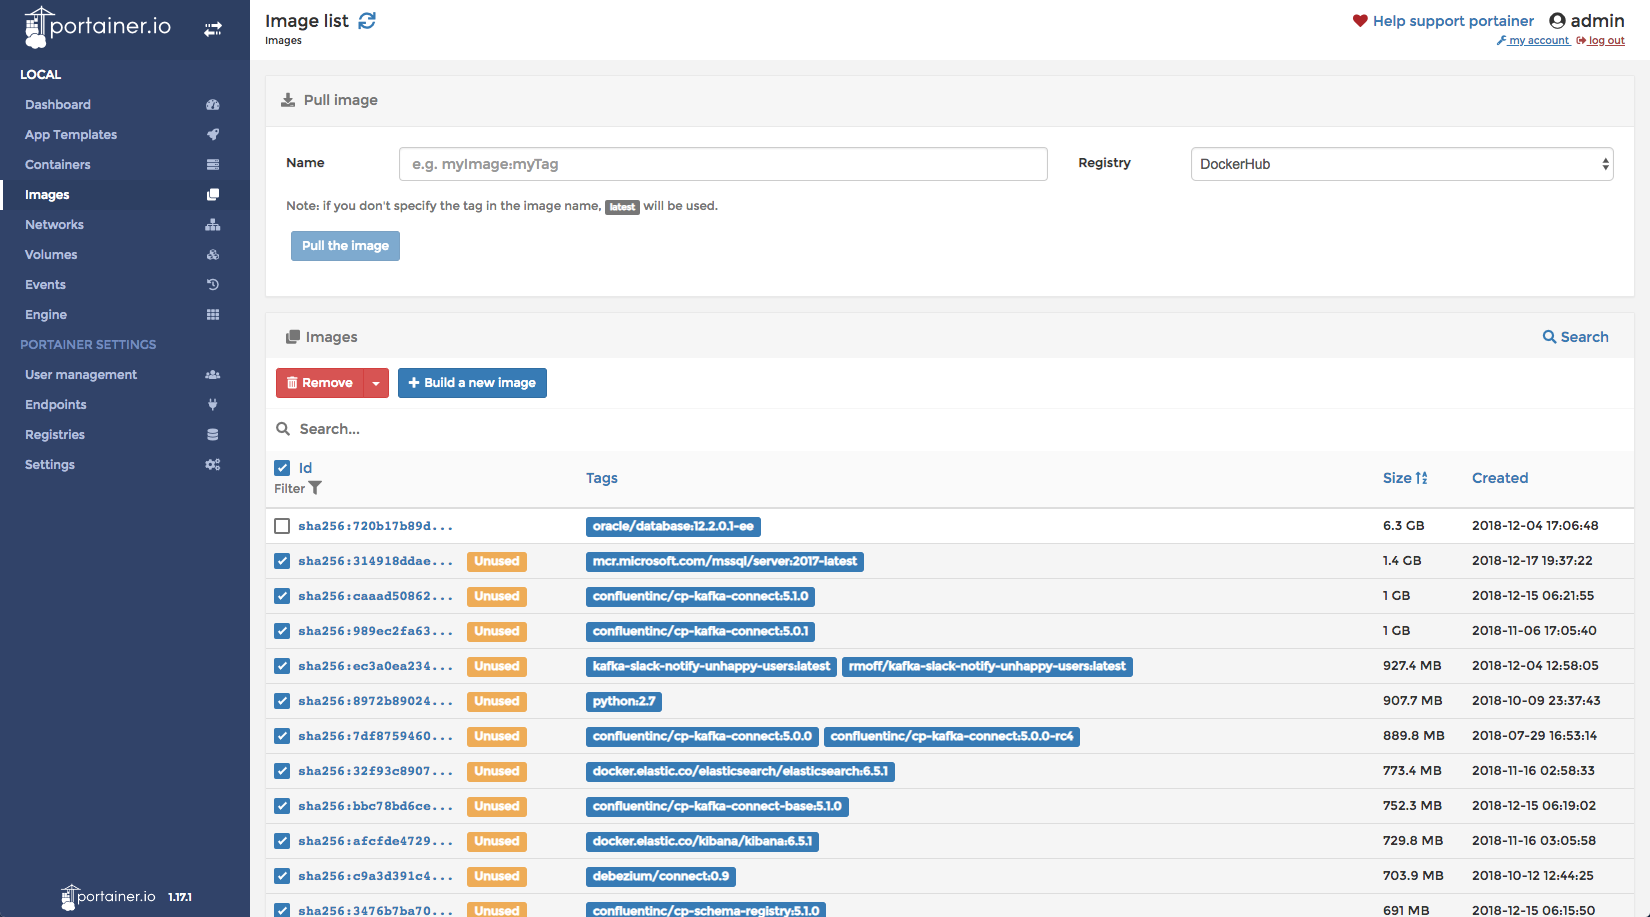 portainer.io
Image list
Images
Help support portainer
admin
my account
log out
LOCAL
Dashboard
App Templates
Containers
Images
Networks
Volumes
Events
Engine
PORTAINER SETTINGS
User management
Endpoints
Registries
Settings
portainer.io 1.17.1
Pull image
Name
e.g. myImage:myTag
Registry
DockerHub
Note: if you don't specify the tag in the image name, latest will be used.
Pull the image
Images
Search
Remove
Build a new image
Search...
Id Tags Size Created
Filter
sha256:720b17b89d... oracle/database:12.2.0.1-ee 6.3 GB 2018-12-04 17:06:48
sha256:314918ddae... Unused mcr.microsoft.com/mssql/server:2017-latest 1.4 GB 2018-12-17 19:37:22
sha256:caaad50862... Unused confluentinc/cp-kafka-connect:5.1.0 1 GB 2018-12-15 06:21:55
sha256:989ec2fa63... Unused confluentinc/cp-kafka-connect:5.0.1 1 GB 2018-11-06 17:05:40
sha256:ec3a0ea234... Unused kafka-slack-notify-unhappy-users:latest rmoff/kafka-slack-notify-unhappy-users:latest 927.4 MB 2018-12-04 12:58:05
sha256:8972b89024... Unused python:2.7 907.7 MB 2018-10-09 23:37:43
sha256:7df8759460... Unused confluentinc/cp-kafka-connect:5.0.0 confluentinc/cp-kafka-connect:5.0.0-rc4 889.8 MB 2018-07-29 16:53:14
sha256:32f93c8907... Unused docker.elastic.co/elasticsearch/elasticsearch:6.5.1 773.4 MB 2018-11-16 02:58:33
sha256:bbc78bd6ce... Unused confluentinc/cp-kafka-connect-base:5.1.0 752.3 MB 2018-12-15 06:19:02
sha256:afcfde4729... Unused docker.elastic.co/kibana/kibana:6.5.1 729.8 MB 2018-11-16 03:05:58
sha256:c9a3d391c4... Unused debezium/connect:0.9 703.9 MB 2018-10-12 12:44:25
sha256:3476b7ba70... Unused confluentinc/cp-schema-registry:5.1.0 691 MB 2018-12-15 06:15:50